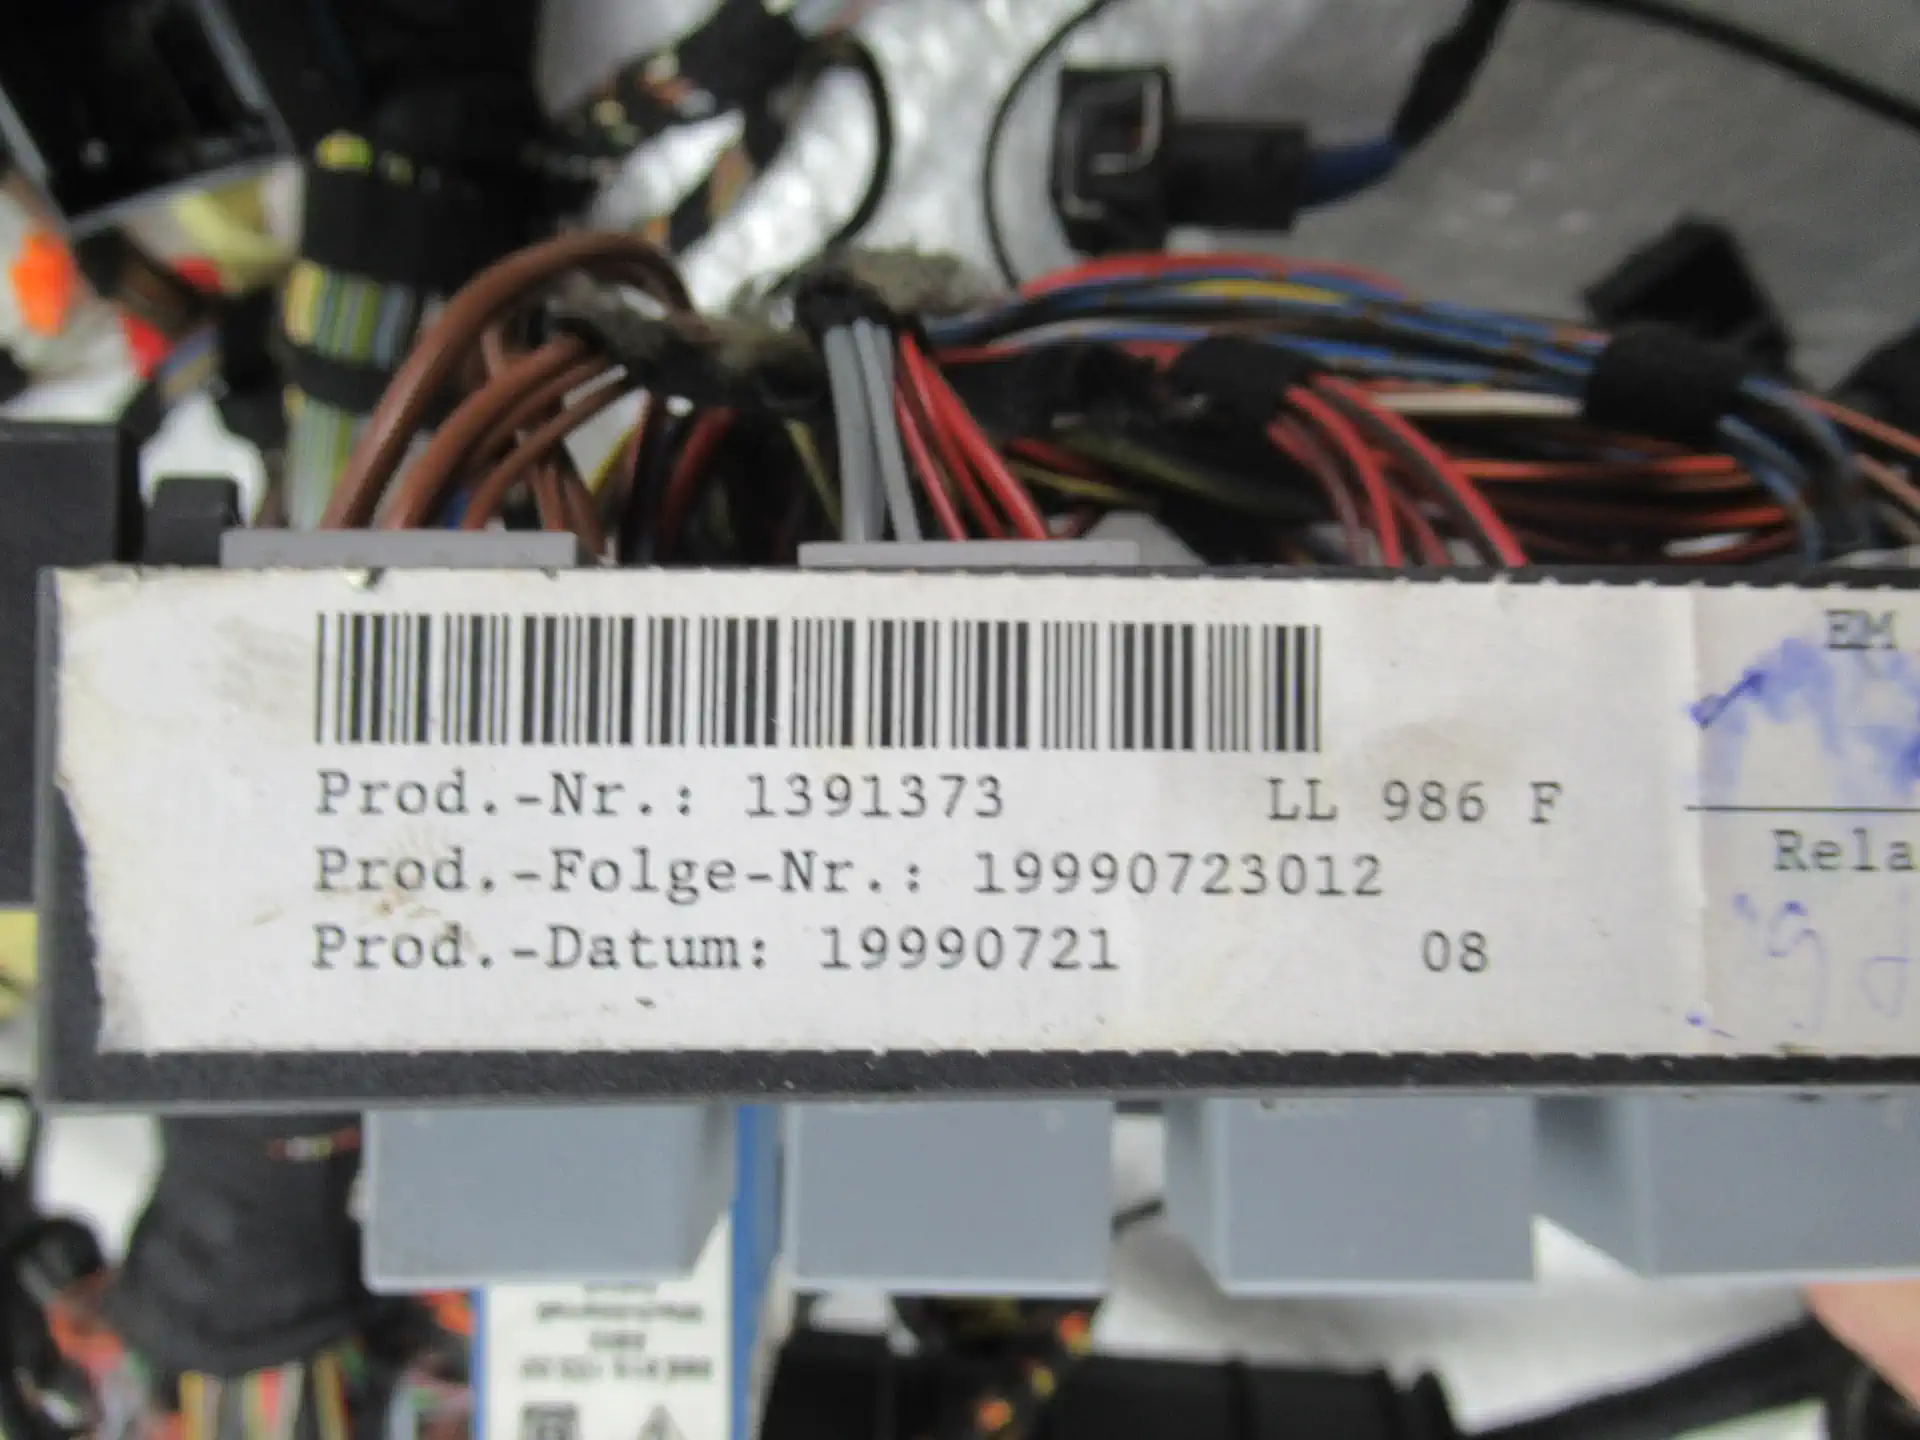 EM
Prod.-Nr.: 1391373 LL 986 F
Prod.-Folge-Nr.: 19990723012
Rela
Prod.-Datum: 19990721 08